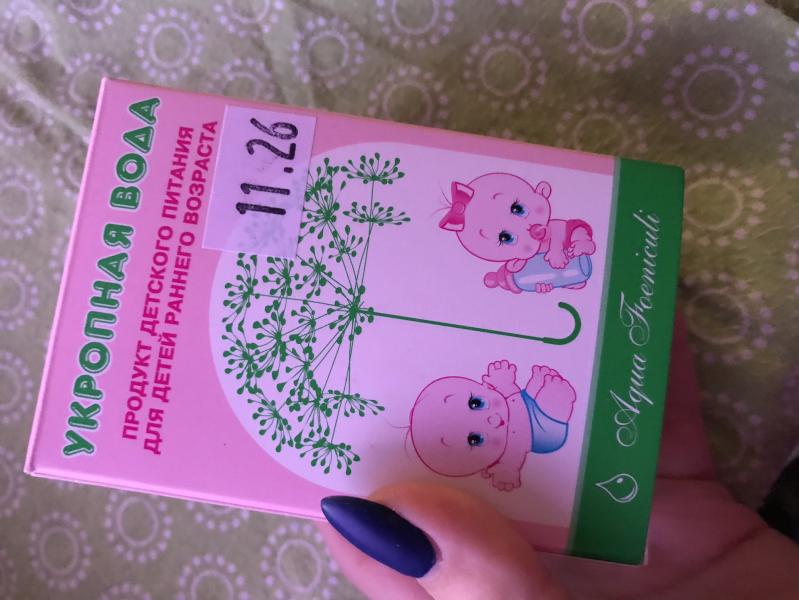 УКРОПНАЯ ВОДА
ПРОДУКТ ДЕТСКОГО ПИТАНИЯ
ДЛЯ ДЕТЕЙ РАННЕГО ВОЗРАСТА
11.26
Aqua Foeniculi